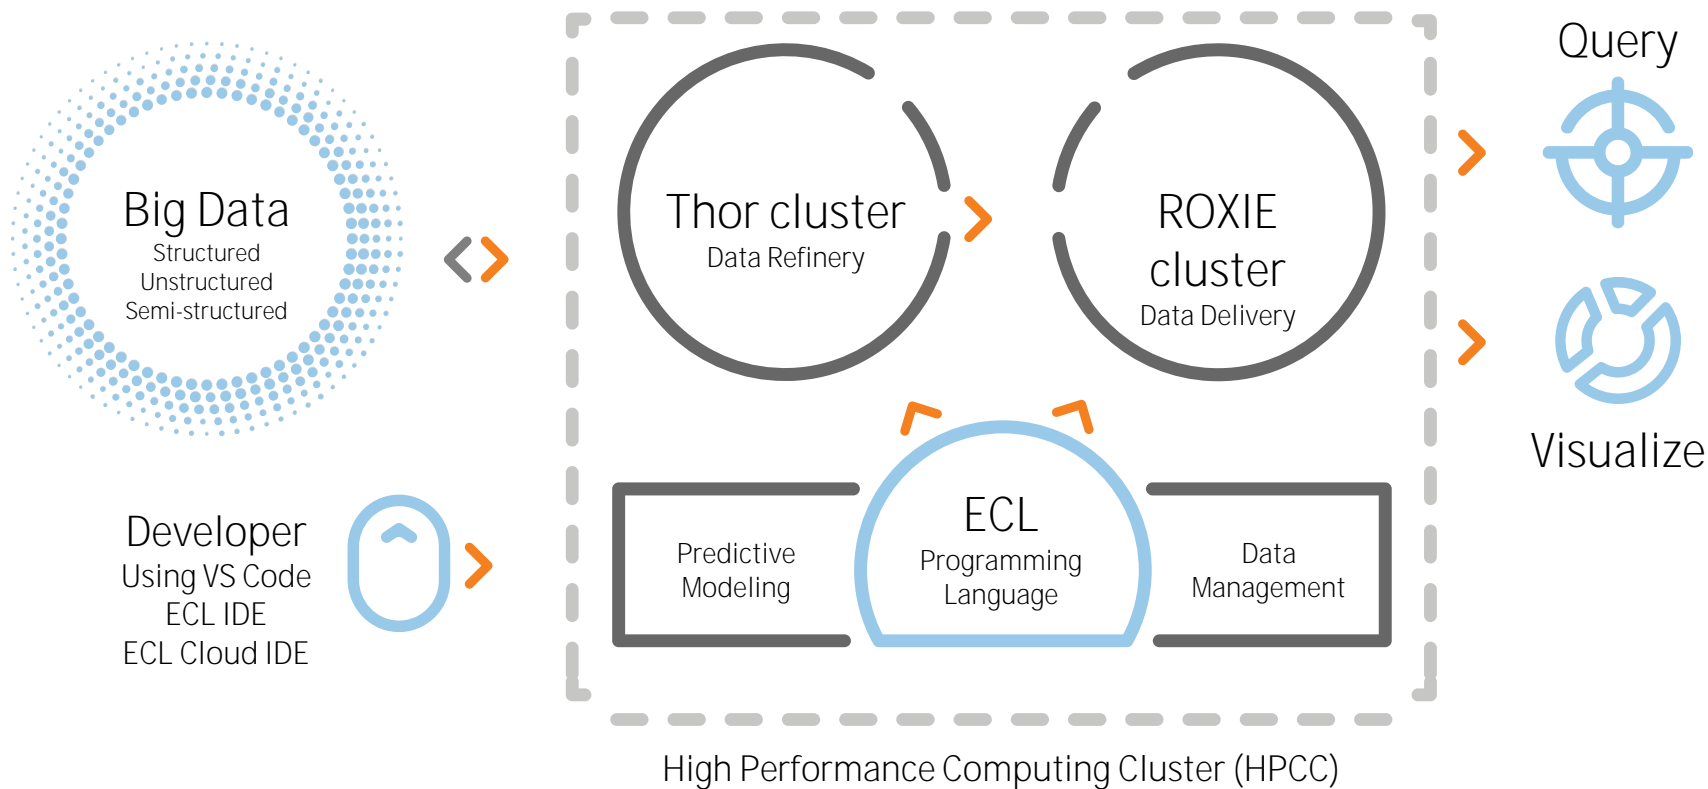 Big Data
Structured
Unstructured
Semi-structured
Developer
Using VS Code
ECL IDE
ECL Cloud IDE
Thor cluster
Data Refinery
ROXIE
cluster
Data Delivery
Predictive
Modeling
ECL
Programming
Language
Data
Management
High Performance Computing Cluster (HPCC)
Query
Visualize